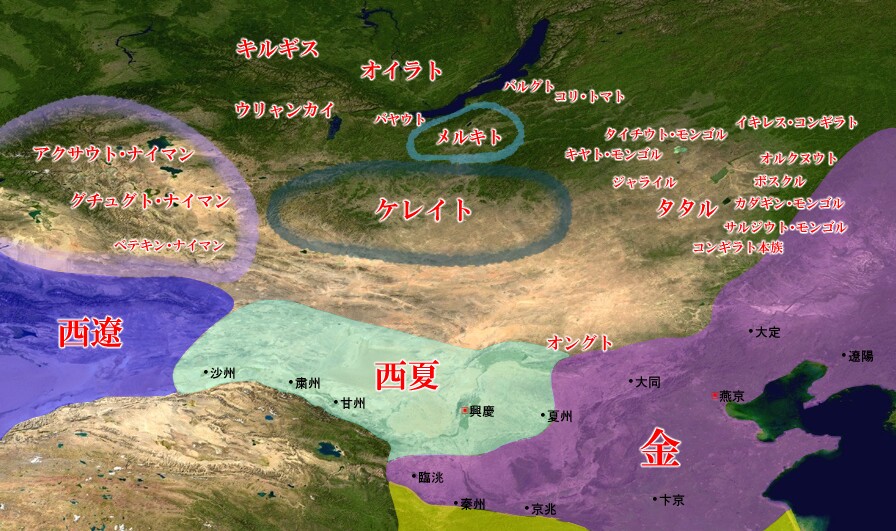 キルギス
オイラト
バルグト
コリ・トマト
ウリャンカイ
バヤウト
メルキト
タイチウト・モンゴル
イキレス・コンギラト
キヤト・モンゴル
オルクヌウト
アクサウト・ナイマン
ジャライル
ボスクル
グチュグト・ナイマン
ケレイト
タタル
カダギン・モンゴル
サルジウト・モンゴル
ベテキン・ナイマン
コンギラト本族
西遼
オングト
大定
遼陽
沙州
粛州
西夏
大同
燕京
甘州
興慶
夏州
金
臨洮
秦州
京兆
卞京